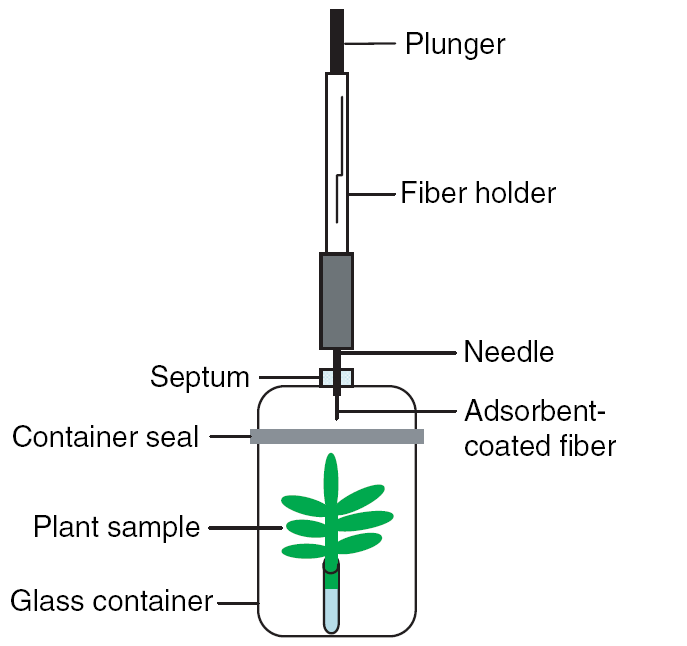 Plunger
Fiber holder
Needle
Septum
Adsorbent-
coated fiber
Container seal
Plant sample
Glass container